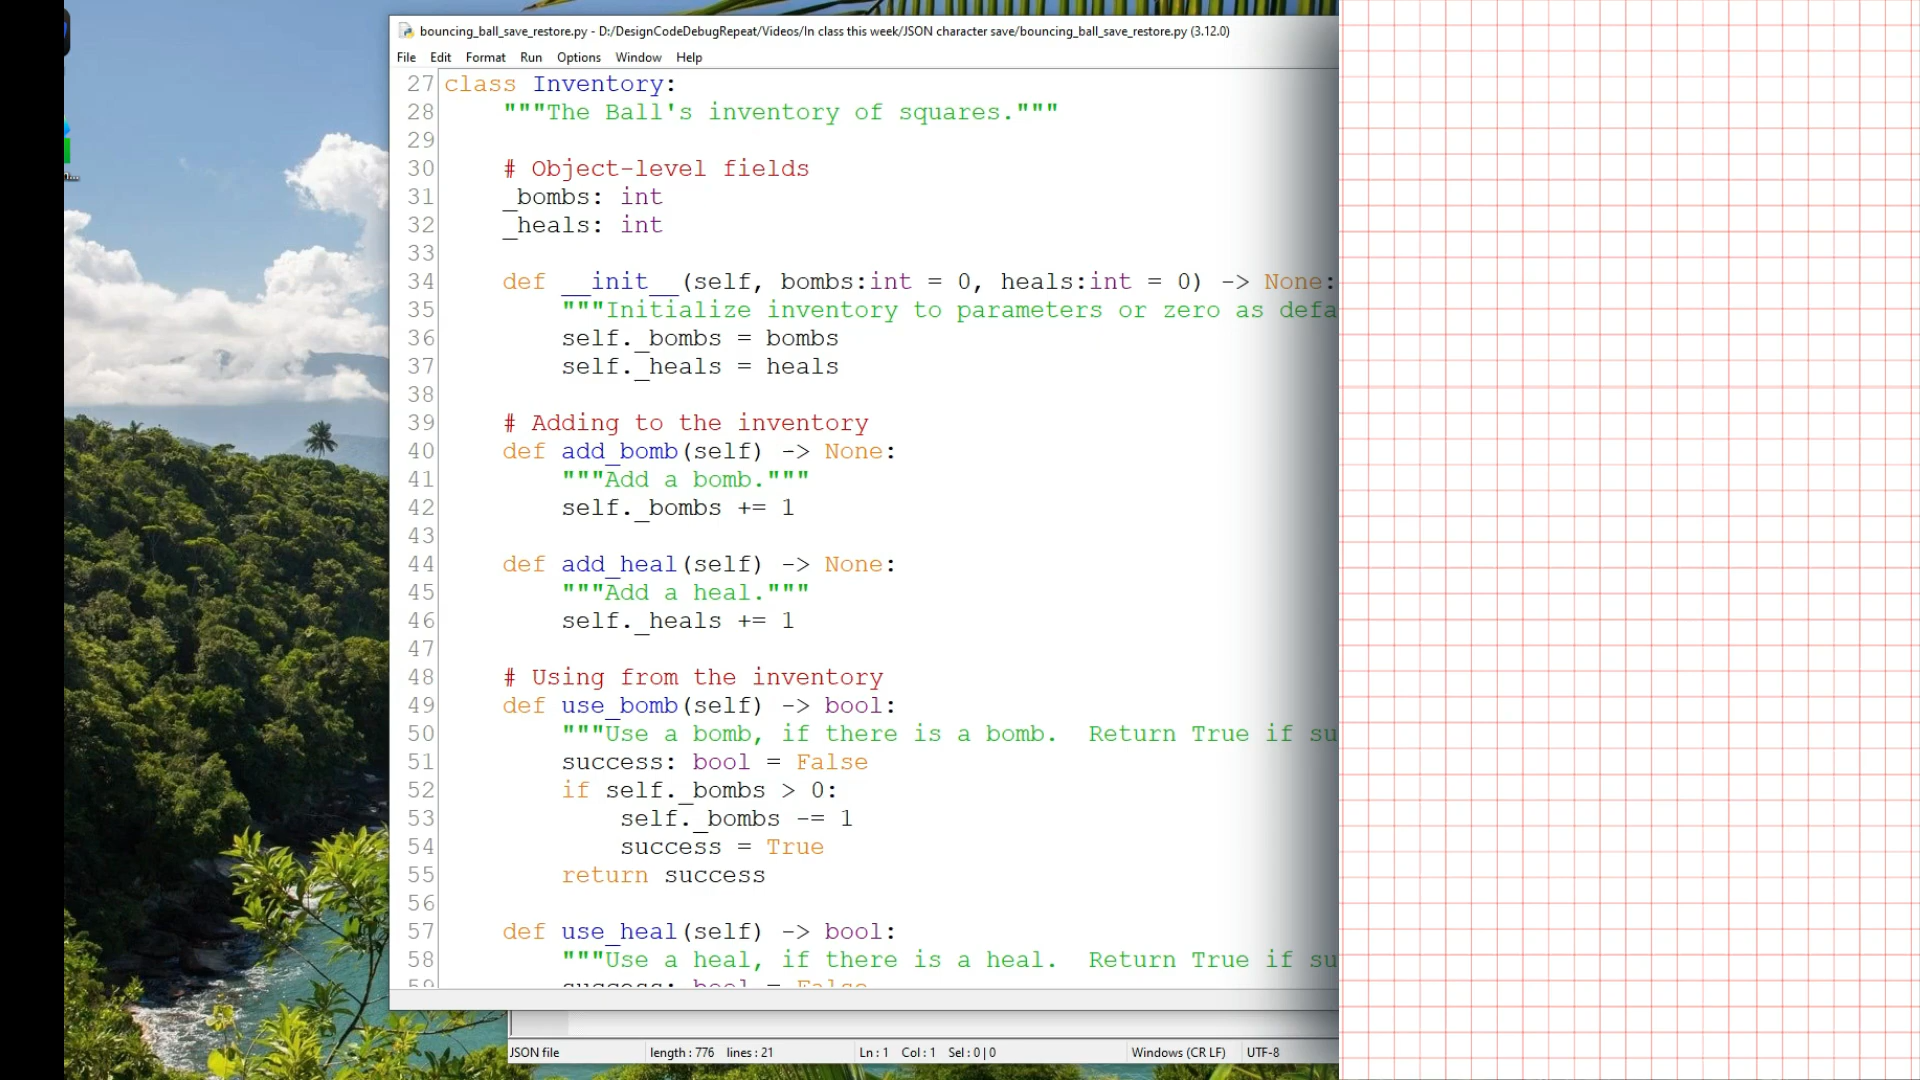 bouncing_ball_save_restore.py - D:/DesignCodeDebugRepeat/Videos/In class this week/JSON character save/bouncing_ball_save_restore.py (3.12.0)
File Edit Format Run Options Window Help
27 class Inventory:
28     """The Ball's inventory of squares."""
29
30     # Object-level fields
31     _bombs: int
32     _heals: int
33
34     def __init__(self, bombs:int = 0, heals:int = 0) -> None:
35         """Initialize inventory to parameters or zero as defa
36         self._bombs = bombs
37         self._heals = heals
38
39     # Adding to the inventory
40     def add_bomb(self) -> None:
41         """Add a bomb."""
42         self._bombs += 1
43
44     def add_heal(self) -> None:
45         """Add a heal."""
46         self._heals += 1
47
48     # Using from the inventory
49     def use_bomb(self) -> bool:
50         """Use a bomb, if there is a bomb.  Return True if su
51         success: bool = False
52         if self._bombs > 0:
53             self._bombs -= 1
54             success = True
55         return success
56
57     def use_heal(self) -> bool:
58         """Use a heal, if there is a heal.  Return True if su
59         success: bool = False
JSON file length : 776 lines : 21 Ln : 1 Col : 1 Sel : 0 | 0 Windows (CR LF) UTF-8